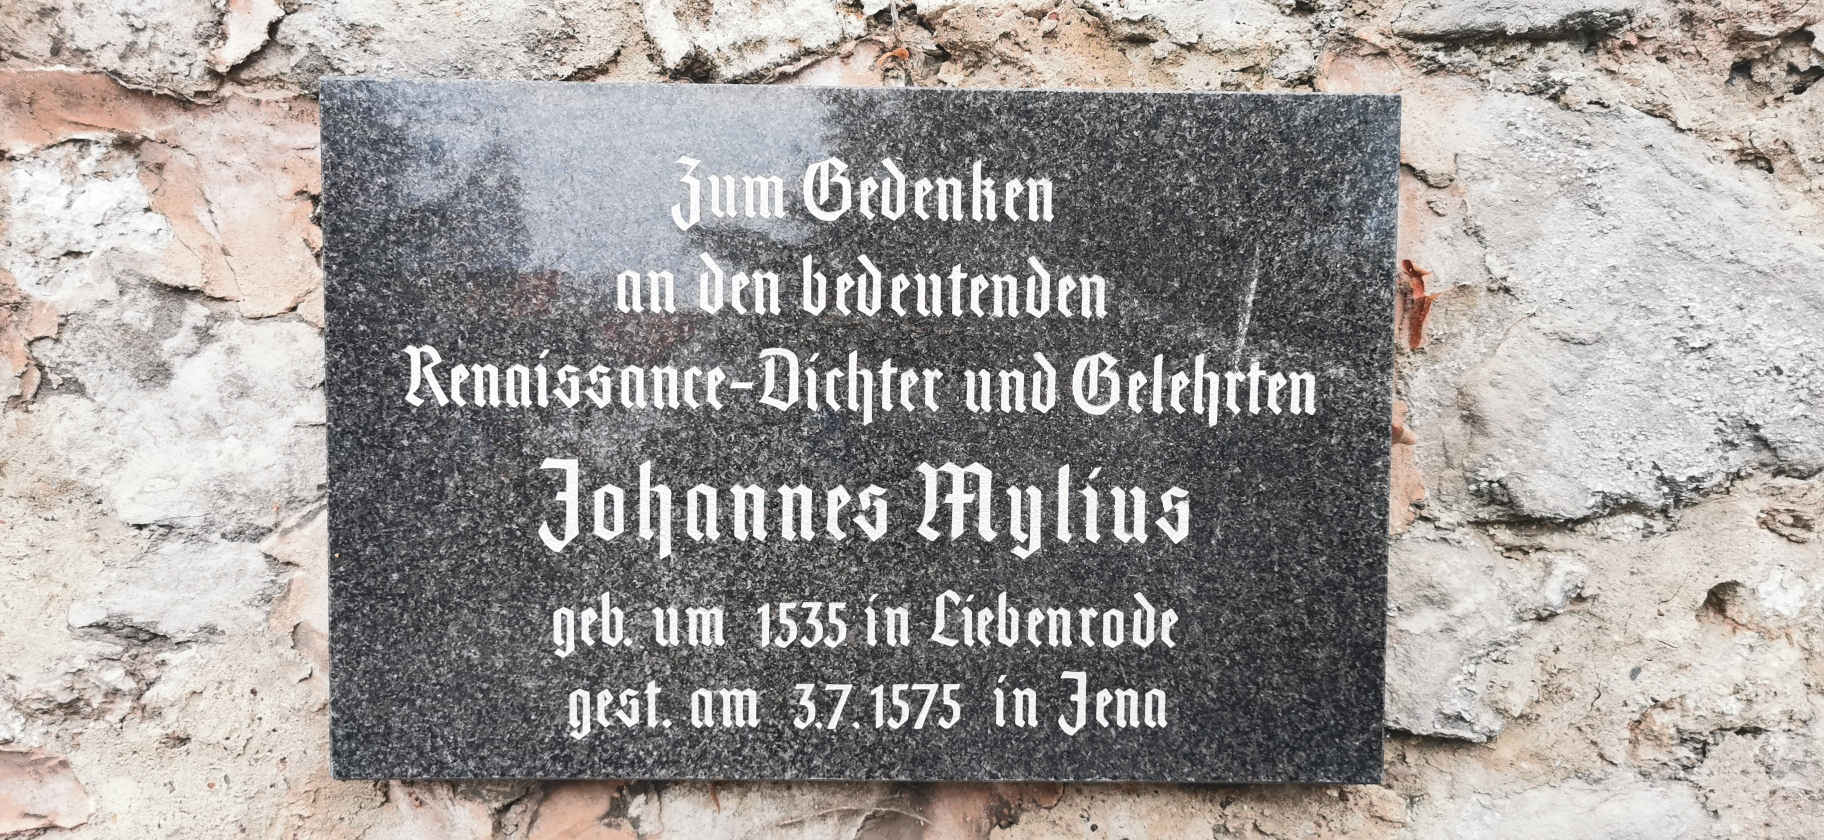 Zum Gedenken
an den bedeutenden
Renaissance-Dichter und Gelehrten
Johannes Mylius
geb. um 1535 in Liebenrode
gest. am 3.7.1575 in Jena